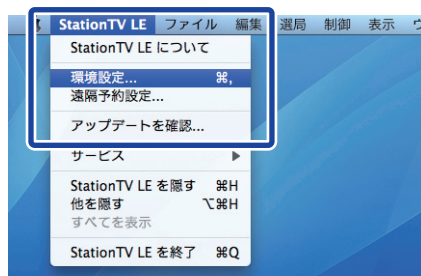 StationTV LE ファイル 編集 選局 制御 表示
StationTV LE について
環境設定... ⌘,
遠隔予約設定...
アップデートを確認...
サービス ▶
StationTV LE を隠す ⌘H
他を隠す ⌥⌘H
すべてを表示
StationTV LE を終了 ⌘Q